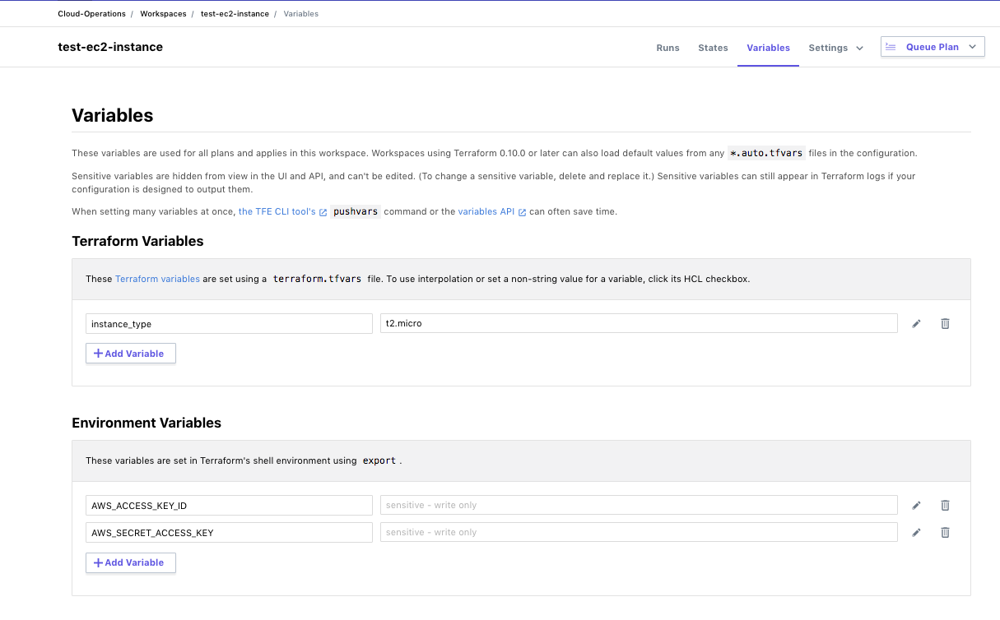 Cloud-Operations / Workspaces / test-ec2-instance / Variables
test-ec2-instance
Runs States Variables Settings Queue Plan
Variables
These variables are used for all plans and applies in this workspace. Workspaces using Terraform 0.10.0 or later can also load default values from any *.auto.tfvars files in the configuration.
Sensitive variables are hidden from view in the UI and API, and can't be edited. (To change a sensitive variable, delete and replace it.) Sensitive variables can still appear in Terraform logs if your
configuration is designed to output them.
When setting many variables at once, the TFE CLI tool's pushvars command or the variables API can often save time.
Terraform Variables
These Terraform variables are set using a terraform.tfvars file. To use interpolation or set a non-string value for a variable, click its HCL checkbox.
instance_type t2.micro
+ Add Variable
Environment Variables
These variables are set in Terraform's shell environment using export .
AWS_ACCESS_KEY_ID sensitive - write only
AWS_SECRET_ACCESS_KEY sensitive - write only
+ Add Variable